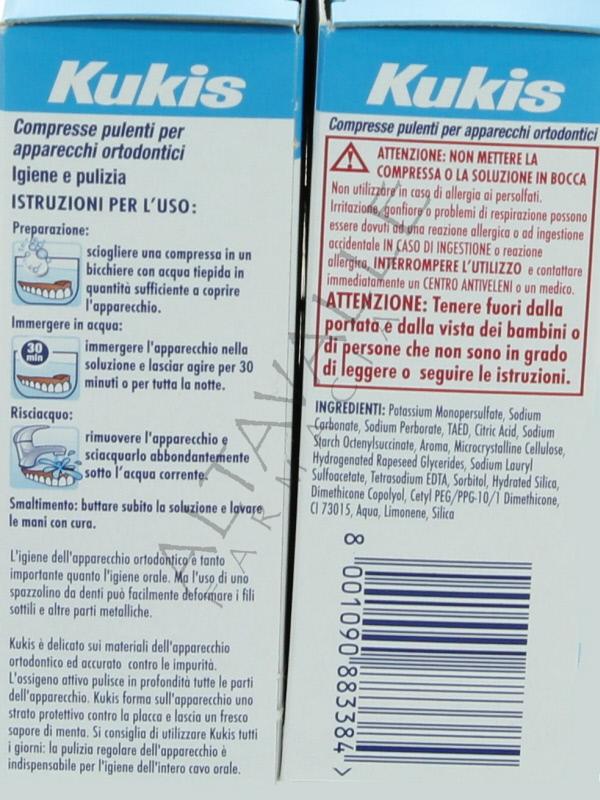 Kukis
Compresse pulenti per
apparecchi ortodontici
Igiene e pulizia
ISTRUZIONI PER L'USO:
Preparazione:
sciogliere una compressa in un
bicchiere con acqua tiepida in
quantità sufficiente a coprire
l'apparecchio.
Immergere in acqua:
30
min
immergere l'apparecchio nella
soluzione e lasciar agire per 30
minuti o per tutta la notte.
Risciacquo:
rimuovere l'apparecchio e
sciacquarlo abbondantemente
sotto l'acqua corrente.
Smaltimento: buttare subito la soluzione e lavare
le mani con cura.
L'igiene dell'apparecchio ortodontico è tanto
importante quanto l'igiene orale. Ma l'uso di uno
spazzolino da denti può facilmente deformare i fili
sottili e altre parti metalliche.
Kukis è delicato sui materiali dell'apparecchio
ortodontico ed accurato contro le impurità.
L'ossigeno attivo pulisce in profondità tutte le parti
dell'apparecchio. Kukis forma sull'apparecchio uno
strato protettivo contro la placca e lascia un fresco
sapore di menta. Si consiglia di utilizzare Kukis tutti
i giorni: la pulizia regolare dell'apparecchio è
indispensabile per l'igiene dell'intero cavo orale.
Kukis
Compresse pulenti per apparecchi ortodontici
ATTENZIONE: NON METTERE LA
COMPRESSA O LA SOLUZIONE IN BOCCA
Non utilizzare in caso di allergia ai persolfati.
Irritazione, gonfiore o problemi di respirazione possono
essere dovuti ad una reazione allergica o ad ingestione
accidentale IN CASO DI INGESTIONE o reazione
allergica, INTERROMPERE L'UTILIZZO e contattare
immediatamente un CENTRO ANTIVELENI o un medico.
ATTENZIONE: Tenere fuori dalla
portata e dalla vista dei bambini o
di persone che non sono in grado
di leggere o seguire le istruzioni.
INGREDIENTI: Potassium Monopersulfate, Sodium
Carbonate, Sodium Perborate, TAED, Citric Acid, Sodium
Starch Octenylsuccinate, Aroma, Microcrystalline Cellulose,
Hydrogenated Rapeseed Glycerides, Sodium Lauryl
Sulfoacetate, Tetrasodium EDTA, Sorbitol, Hydrated Silica,
Dimethicone Copolyol, Cetyl PEG/PPG-10/1 Dimethicone,
CI 73015, Aqua, Limonene, Silica
8 001090 883384 >
ALTAVALLE
FARMACIA